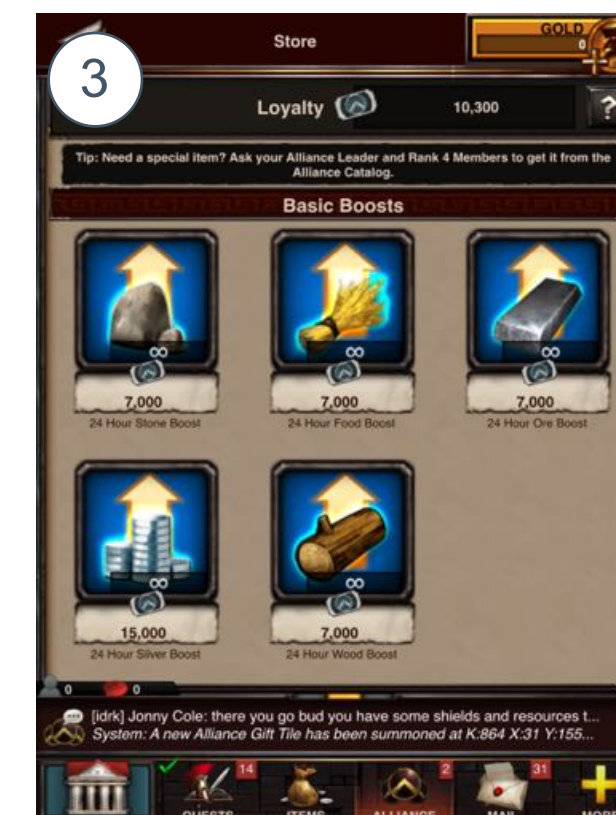 3
Store
GOLD
0
Loyalty
10,300
?
Tip: Need a special item? Ask your Alliance Leader and Rank 4 Members to get it from the
Alliance Catalog.
Basic Boosts
∞ ∞ ∞
7,000 7,000 7,000
24 Hour Stone Boost 24 Hour Food Boost 24 Hour Ore Boost
∞ ∞
15,000 7,000
24 Hour Silver Boost 24 Hour Wood Boost
0 0
[idrk] Jonny Cole: there you go bud you have some shields and resources t...
System: A new Alliance Gift Tile has been summoned at K:864 X:31 Y:155...
14 2 31
QUESTS ITEMS ALLIANCE MAIL MORE